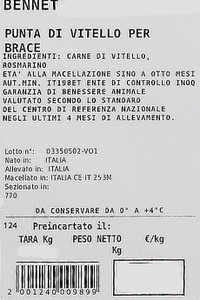 BENNET
PUNTA DI VITELLO PER
BRACE
INGREDIENTI: CARNE DI VITELLO,
ROSMARINO
ETA' ALLA MACELLAZIONE SINO A OTTO MESI
AUT.MIN. IT198ET ENTE DI CONTROLLO INOQ
GARANZIA DI BENESSERE ANIMALE
VALUTATO SECONDO LO STANDARD
DEL CENTRO DI REFERENZA NAZIONALE
NEGLI ULTIMI 4 MESI DI ALLEVAMENTO.
Lotto n°: 03350502-VO1
Nato in: ITALIA
Allevato in: ITALIA
Macellato in: ITALIA CE IT 253M
Sezionato in:
770
DA CONSERVARE DA 0° A +4°C
124 Preincartato il:
TARA Kg PESO NETTO Kg €/kg
2 001240 009899